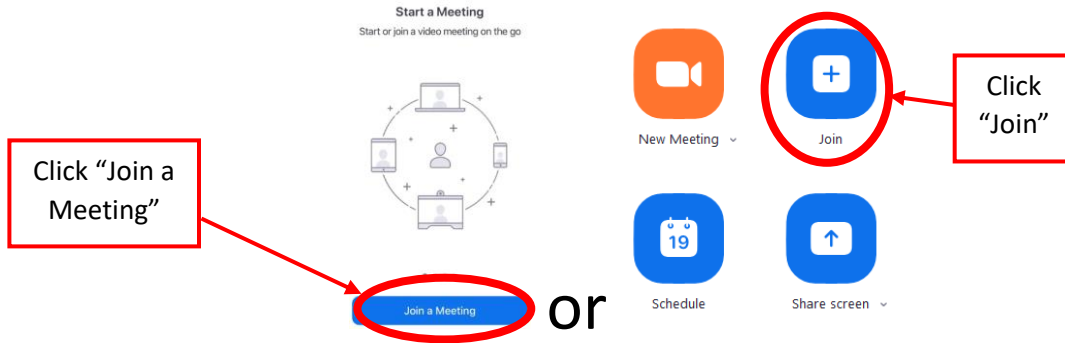 Start a Meeting
Start or join a video meeting on the go
Click “Join a
Meeting”
Join a Meeting
or
New Meeting
Join
Click
“Join”
19
Schedule
Share screen